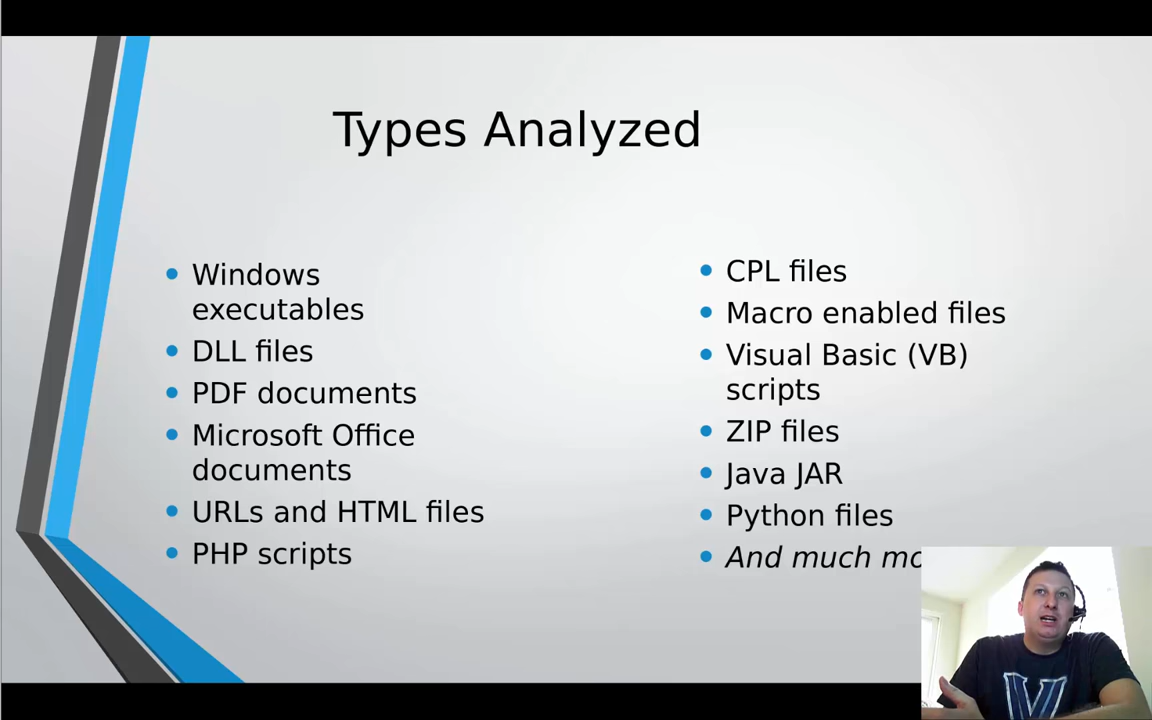 Types Analyzed
Windows
executables
DLL files
PDF documents
Microsoft Office
documents
URLs and HTML files
PHP scripts
CPL files
Macro enabled files
Visual Basic (VB)
scripts
ZIP files
Java JAR
Python files
And much
V